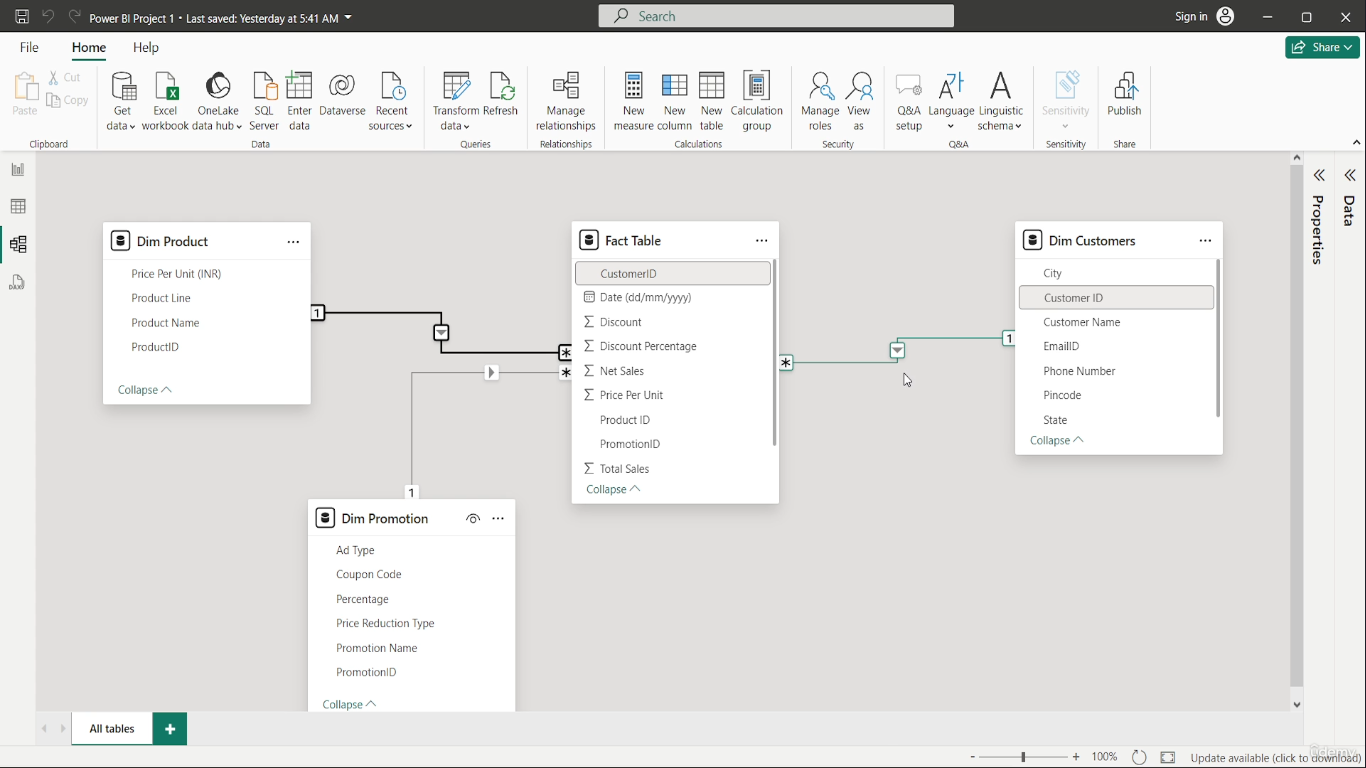 Power BI Project 1 • Last saved: Yesterday at 5:41 AM
Search
Sign in
File Home Help
Share
Paste
Cut
Copy
Get data
Excel workbook
OneLake data hub
SQL Server
Enter data
Dataverse
Recent sources
Transform data
Refresh
Manage relationships
New measure
New column
New table
Calculation group
Manage roles
View as
Q&A setup
Language
Linguistic schema
Sensitivity
Publish
Clipboard Data Queries Relationships Calculations Security Q&A Sensitivity Share
DAX
Dim Product
Price Per Unit (INR)
Product Line
Product Name
ProductID
Collapse
1
*
*
1
Fact Table
CustomerID
Date (dd/mm/yyyy)
Σ Discount
Σ Discount Percentage
Σ Net Sales
Σ Price Per Unit
Product ID
PromotionID
Σ Total Sales
Collapse
*
1
Dim Customers
City
Customer ID
Customer Name
EmailID
Phone Number
Pincode
State
Collapse
Dim Promotion
Ad Type
Coupon Code
Percentage
Price Reduction Type
Promotion Name
PromotionID
Collapse
Properties
Data
All tables
+
- + 100%
Update available (click to download)
Udemy